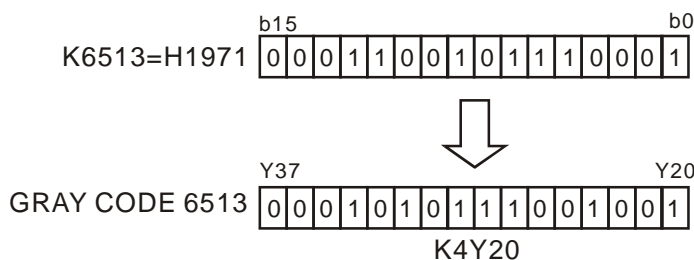 b15 b0
K6513=H1971 0 0 0 1 1 0 0 1 0 1 1 1 0 0 0 1
Y37 Y20
GRAY CODE 6513 0 0 0 1 0 1 0 1 1 1 0 0 1 0 0 1
K4Y20